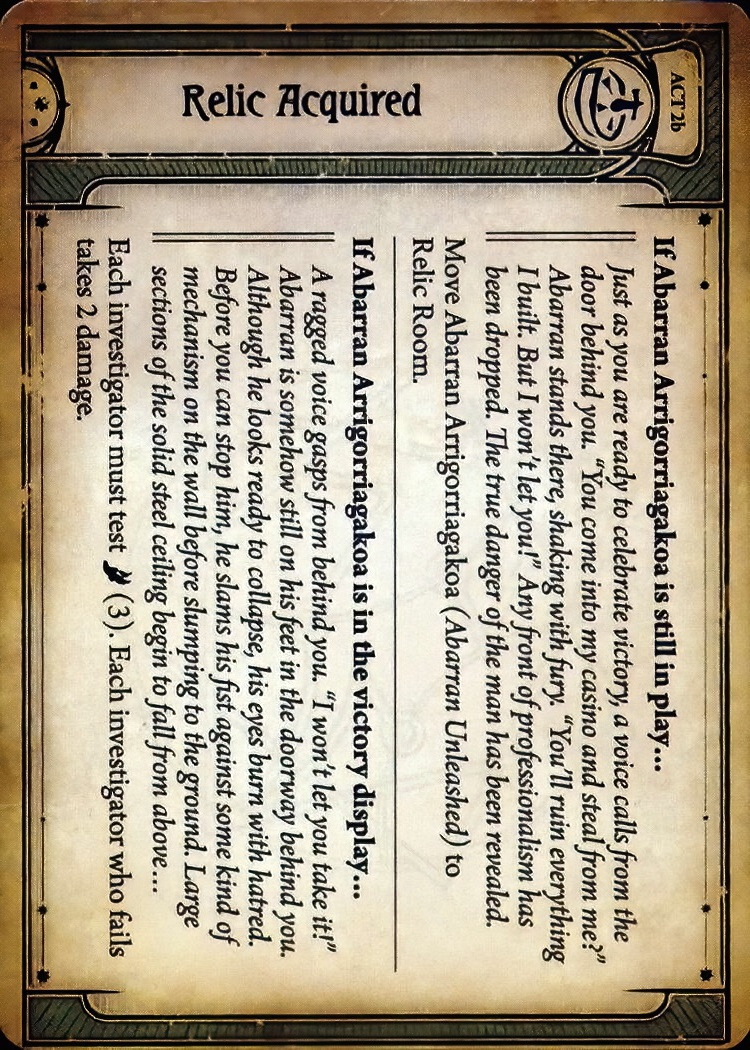 ACT 2b
Relic Acquired
If Abarran Arrigorriagakoa is still in play...
Just as you are ready to celebrate victory, a voice calls from the
door behind you. “You come into my casino and steal from me?”
Abarran stands there, shaking with fury. “You’ll ruin everything
I built. But I won’t let you!” Any front of professionalism has
been dropped. The true danger of the man has been revealed.
Move Abarran Arrigorriagakoa (Abarran Unleashed) to
Relic Room.
If Abarran Arrigorriagakoa is in the victory display...
A ragged voice gasps from behind you. “I won’t let you take it!”
Abarran is somehow still on his feet in the doorway behind you.
Although he looks ready to collapse, his eyes burn with hatred.
Before you can stop him, he slams his fist against some kind of
mechanism on the wall before slumping to the ground. Large
sections of the solid steel ceiling begin to fall from above...
Each investigator must test (3). Each investigator who fails
takes 2 damage.